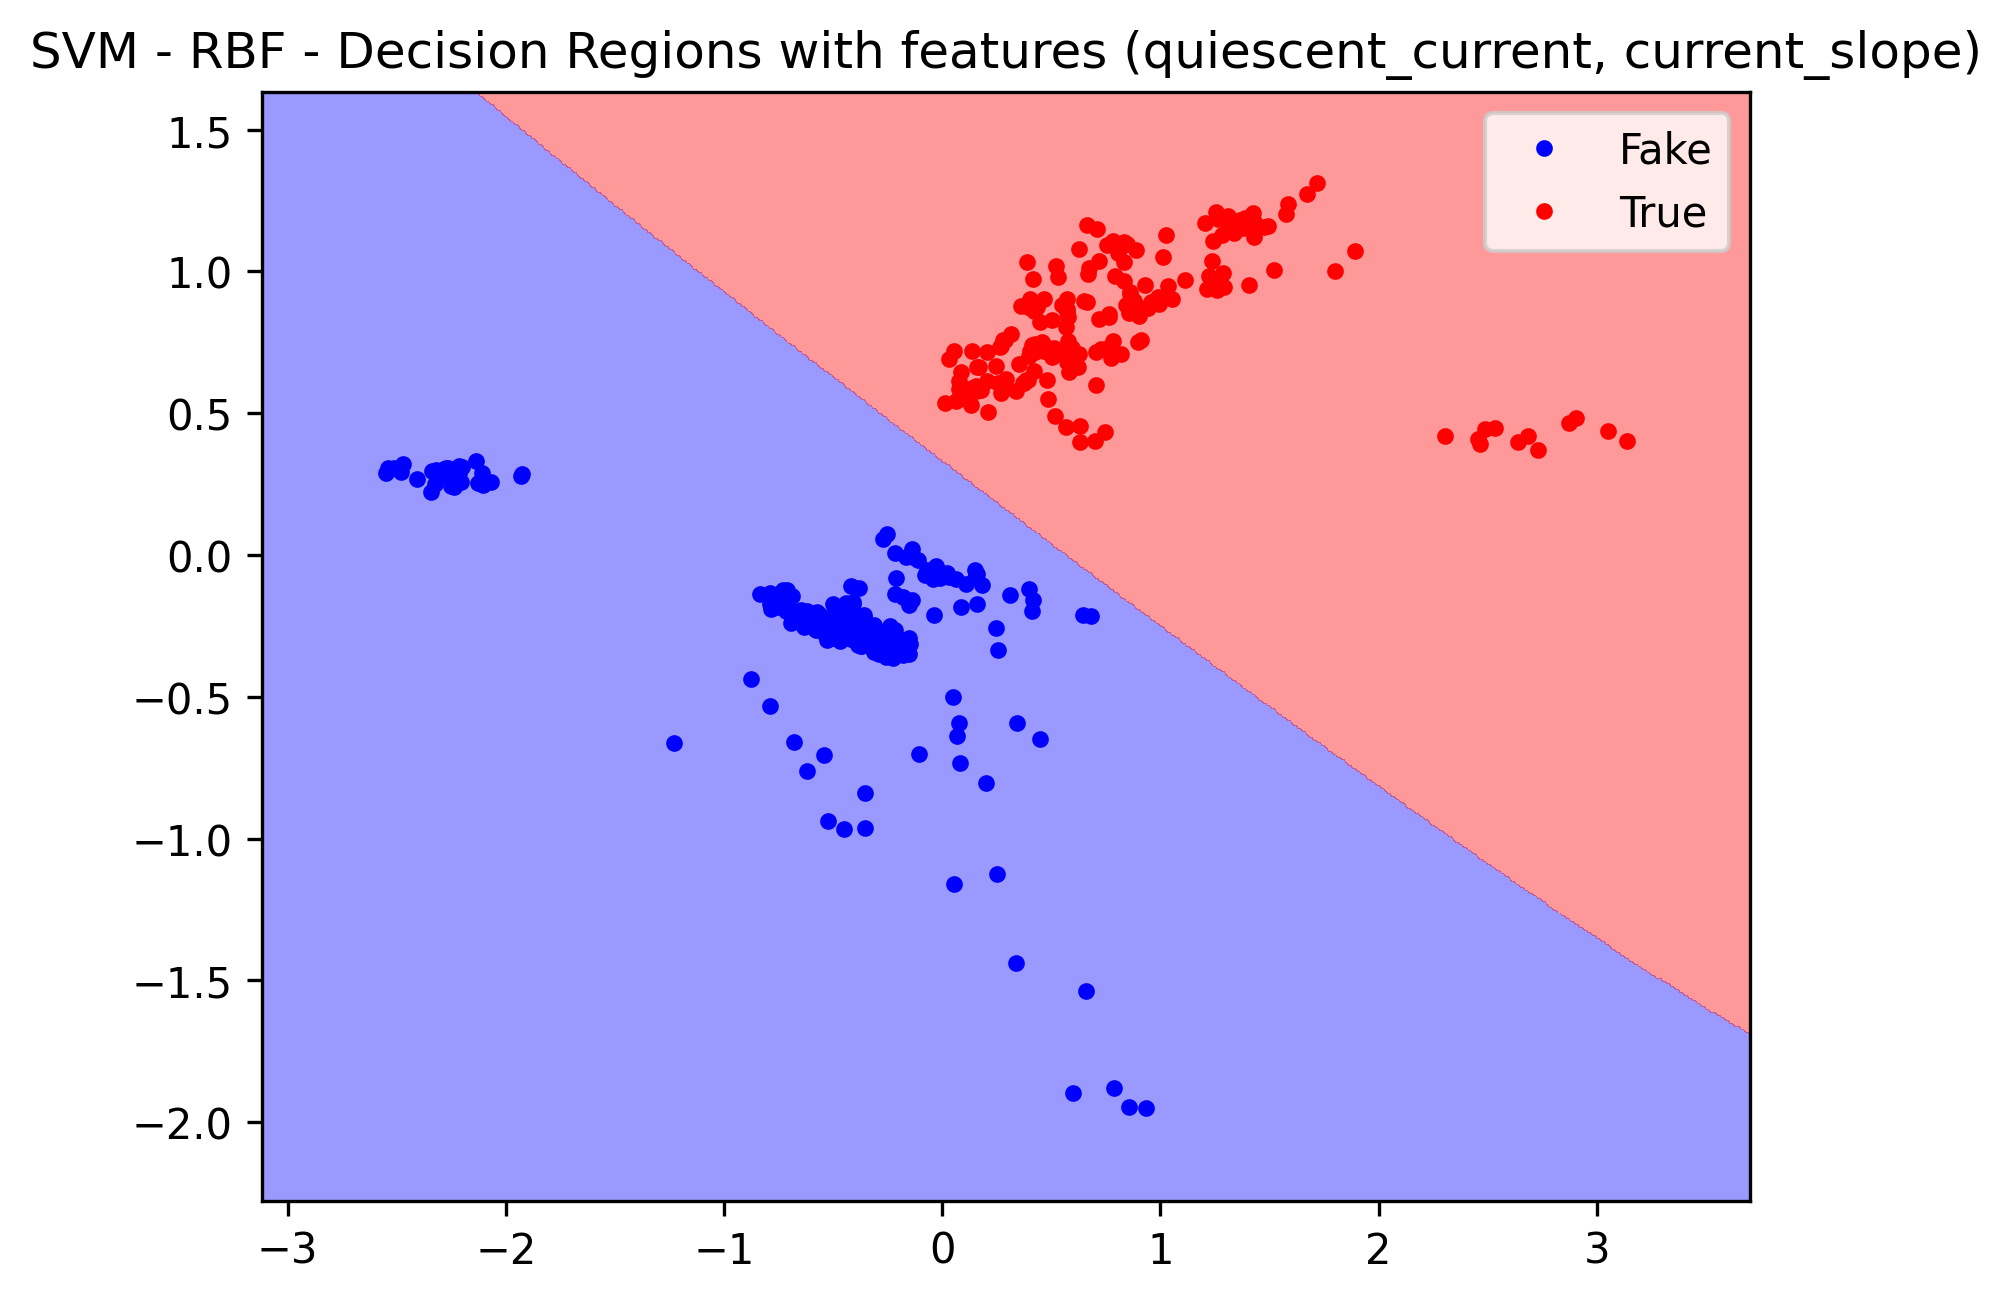 SVM - RBF - Decision Regions with features (quiescent_current, current_slope)
Fake
True
1.5
1.0
0.5
0.0
−0.5
−1.0
−1.5
−2.0
−3 −2 −1 0 1 2 3